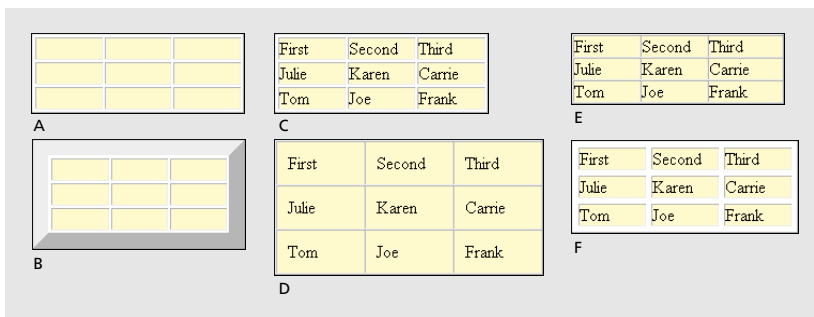 A
B
First Second Third
Julie Karen Carrie
Tom Joe Frank
C
First Second Third
Julie Karen Carrie
Tom Joe Frank
D
First Second Third
Julie Karen Carrie
Tom Joe Frank
E
First Second Third
Julie Karen Carrie
Tom Joe Frank
F